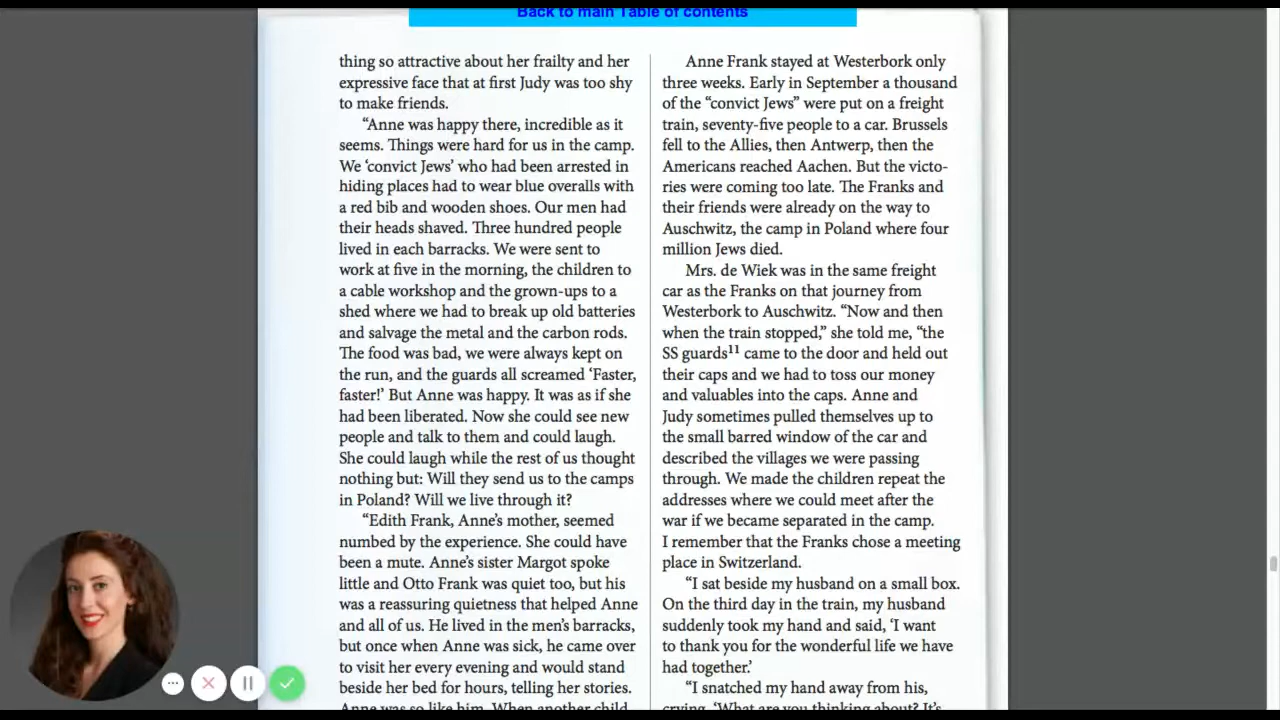 Back to main Table of contents
thing so attractive about her frailty and her
expressive face that at first Judy was too shy
to make friends.
“Anne was happy there, incredible as it
seems. Things were hard for us in the camp.
We ‘convict Jews’ who had been arrested in
hiding places had to wear blue overalls with
a red bib and wooden shoes. Our men had
their heads shaved. Three hundred people
lived in each barracks. We were sent to
work at five in the morning, the children to
a cable workshop and the grown-ups to a
shed where we had to break up old batteries
and salvage the metal and the carbon rods.
The food was bad, we were always kept on
the run, and the guards all screamed ‘Faster,
faster!’ But Anne was happy. It was as if she
had been liberated. Now she could see new
people and talk to them and could laugh.
She could laugh while the rest of us thought
nothing but: Will they send us to the camps
in Poland? Will we live through it?
“Edith Frank, Anne’s mother, seemed
numbed by the experience. She could have
been a mute. Anne’s sister Margot spoke
little and Otto Frank was quiet too, but his
was a reassuring quietness that helped Anne
and all of us. He lived in the men’s barracks,
but once when Anne was sick, he came over
to visit her every evening and would stand
beside her bed for hours, telling her stories.
Anne was so like him. When another child
Anne Frank stayed at Westerbork only
three weeks. Early in September a thousand
of the “convict Jews” were put on a freight
train, seventy-five people to a car. Brussels
fell to the Allies, then Antwerp, then the
Americans reached Aachen. But the victo-
ries were coming too late. The Franks and
their friends were already on the way to
Auschwitz, the camp in Poland where four
million Jews died.
Mrs. de Wiek was in the same freight
car as the Franks on that journey from
Westerbork to Auschwitz. “Now and then
when the train stopped,” she told me, “the
SS guards¹¹ came to the door and held out
their caps and we had to toss our money
and valuables into the caps. Anne and
Judy sometimes pulled themselves up to
the small barred window of the car and
described the villages we were passing
through. We made the children repeat the
addresses where we could meet after the
war if we became separated in the camp.
I remember that the Franks chose a meeting
place in Switzerland.
“I sat beside my husband on a small box.
On the third day in the train, my husband
suddenly took my hand and said, ‘I want
to thank you for the wonderful life we have
had together.’
“I snatched my hand away from his,
crying, ‘What are you thinking about? It’s